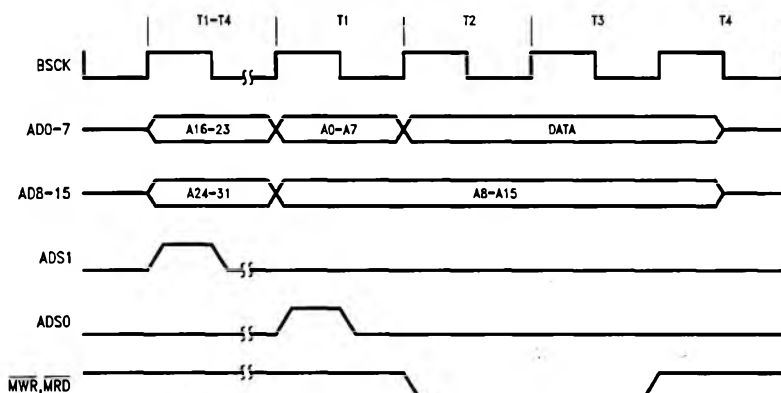 T1-T4 T1 T2 T3 T4
BSCK
AD0-7 A16-23 A0-A7 DATA
AD8-15 A24-31 A8-A15
ADS1
ADS0
MWR,MRD